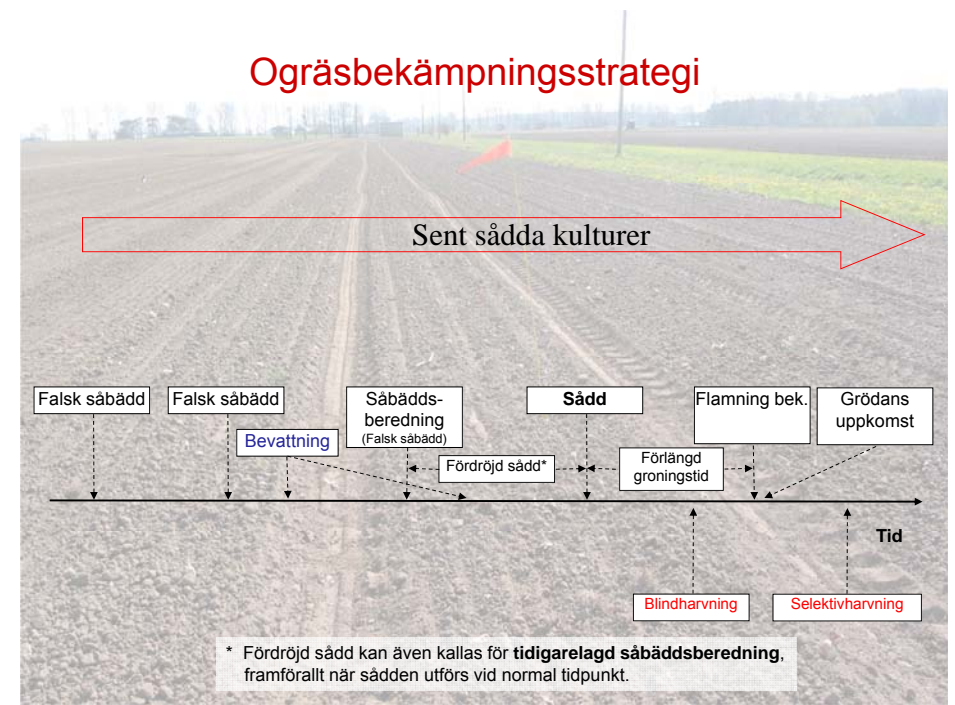 Ogräsbekämpningsstrategi
Sent sådda kulturer
Falsk såbädd
Falsk såbädd
Bevattning
Såbädds-
beredning
(Falsk såbädd)
Fördröjd sådd*
Sådd
Förlängd
groningstid
Flamning bek.
Grödans
uppkomst
Tid
Blindharvning
Selektivharvning
* Fördröjd sådd kan även kallas för tidigarelagd såbäddsberedning,
framförallt när sådden utförs vid normal tidpunkt.